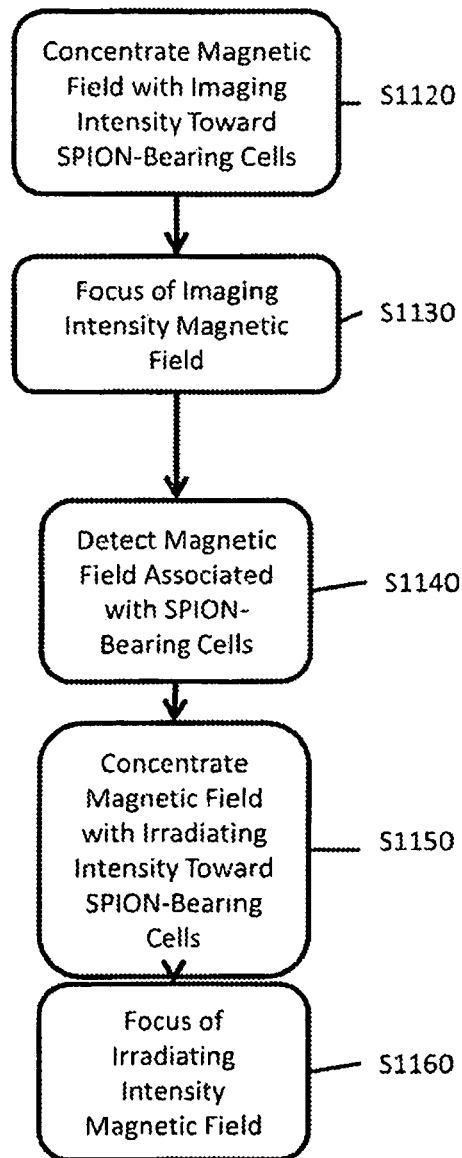 Concentrate Magnetic
Field with Imaging
Intensity Toward
SPION-Bearing Cells
S1120
Focus of Imaging
Intensity Magnetic
Field
S1130
Detect Magnetic
Field Associated
with SPION-
Bearing Cells
S1140
Concentrate
Magnetic Field
with Irradiating
Intensity Toward
SPION-Bearing
Cells
S1150
Focus of
Irradiating
Intensity
Magnetic Field
S1160